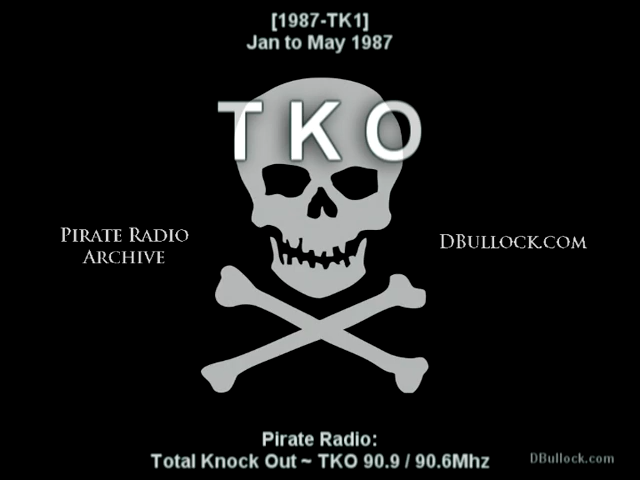 [1987-TK1]
Jan to May 1987
TKO
PIRATE RADIO
ARCHIVE
DBULLOCK.COM
Pirate Radio:
Total Knock Out ~ TKO 90.9 / 90.6Mhz
DBullock.com